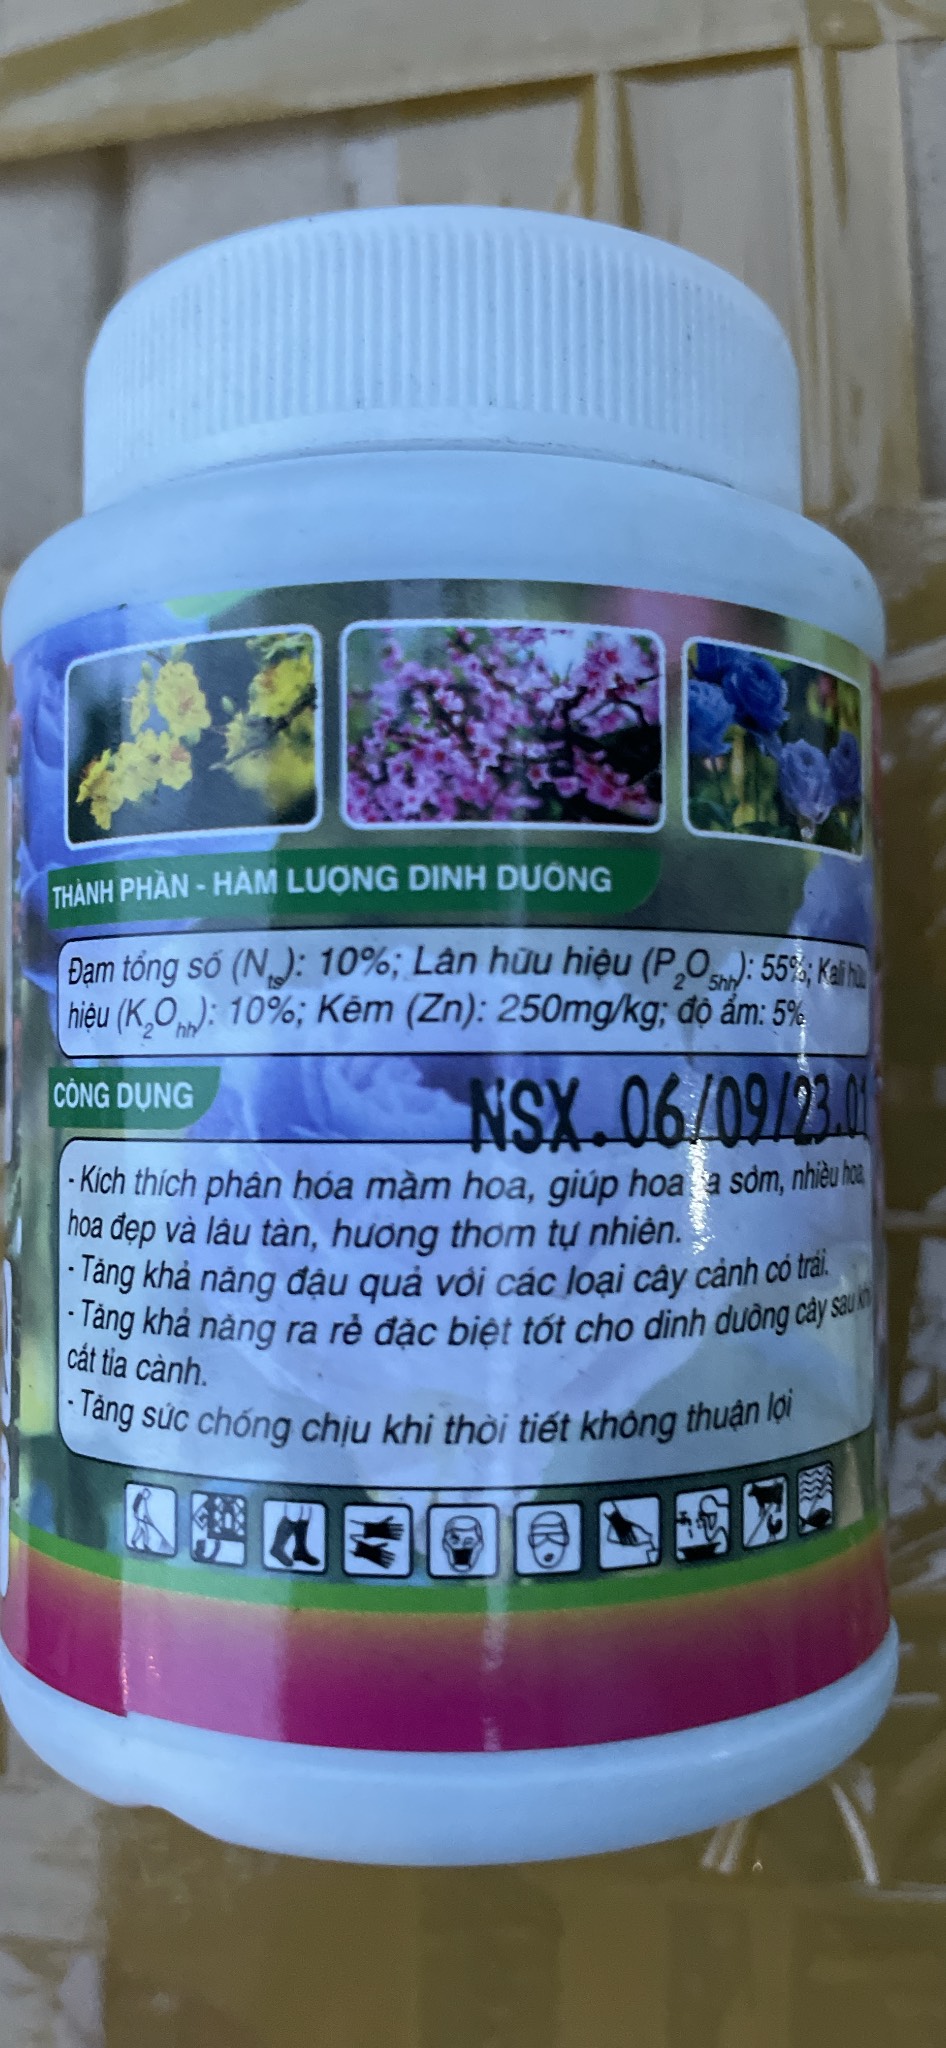 THÀNH PHẦN - HÀM LƯỢNG DINH DƯỠNG
Đạm tổng số (Nts): 10%; Lân hữu hiệu (P2O5hh): 55%; Kali hữu
hiệu (K2Ohh): 10%; Kẽm (Zn): 250mg/kg; độ ẩm: 5%
CÔNG DỤNG
NSX. 06/09/23.01
- Kích thích phân hóa mầm hoa, giúp hoa ra sớm, nhiều hoa,
hoa đẹp và lâu tàn, hương thơm tự nhiên.
- Tăng khả năng đậu quả với các loại cây cảnh có trái.
- Tăng khả năng ra rễ đặc biệt tốt cho dinh dưỡng cây sau khi
cắt tỉa cành.
- Tăng sức chống chịu khi thời tiết không thuận lợi